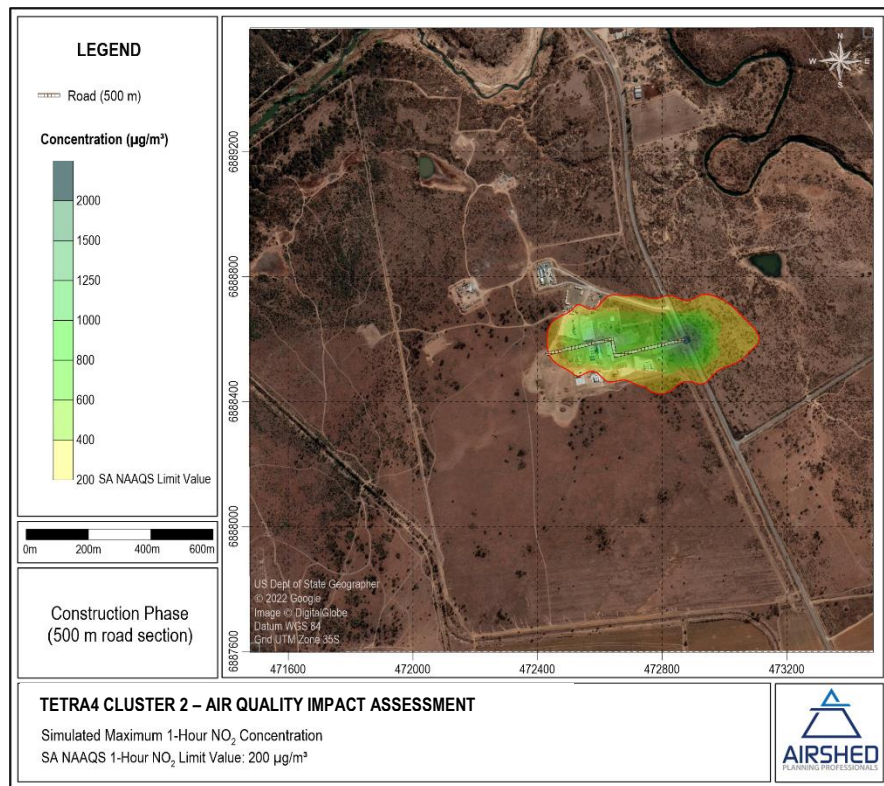 LEGEND
Road (500 m)
Concentration (µg/m³)
2000
1500
1250
1000
800
600
400
200 SA NAAQS Limit Value
0m 200m 400m 600m
Construction Phase
(500 m road section)
N
W E
S
6889200
6888800
6888400
6888000
6887600
US Dept of State Geographer
© 2022 Google
Image © DigitalGlobe
Datum WGS 84
Grid UTM Zone 35S
471600 472000 472400 472800 473200
TETRA4 CLUSTER 2 – AIR QUALITY IMPACT ASSESSMENT
Simulated Maximum 1-Hour NO₂ Concentration
SA NAAQS 1-Hour NO₂ Limit Value: 200 µg/m³
AIRSHED
PLANNING PROFESSIONALS